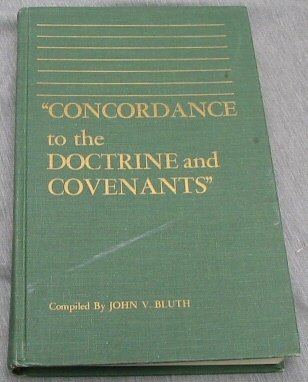 "CONCORDANCE
to the
DOCTRINE and
COVENANTS"
Compiled By JOHN V. BLUTH